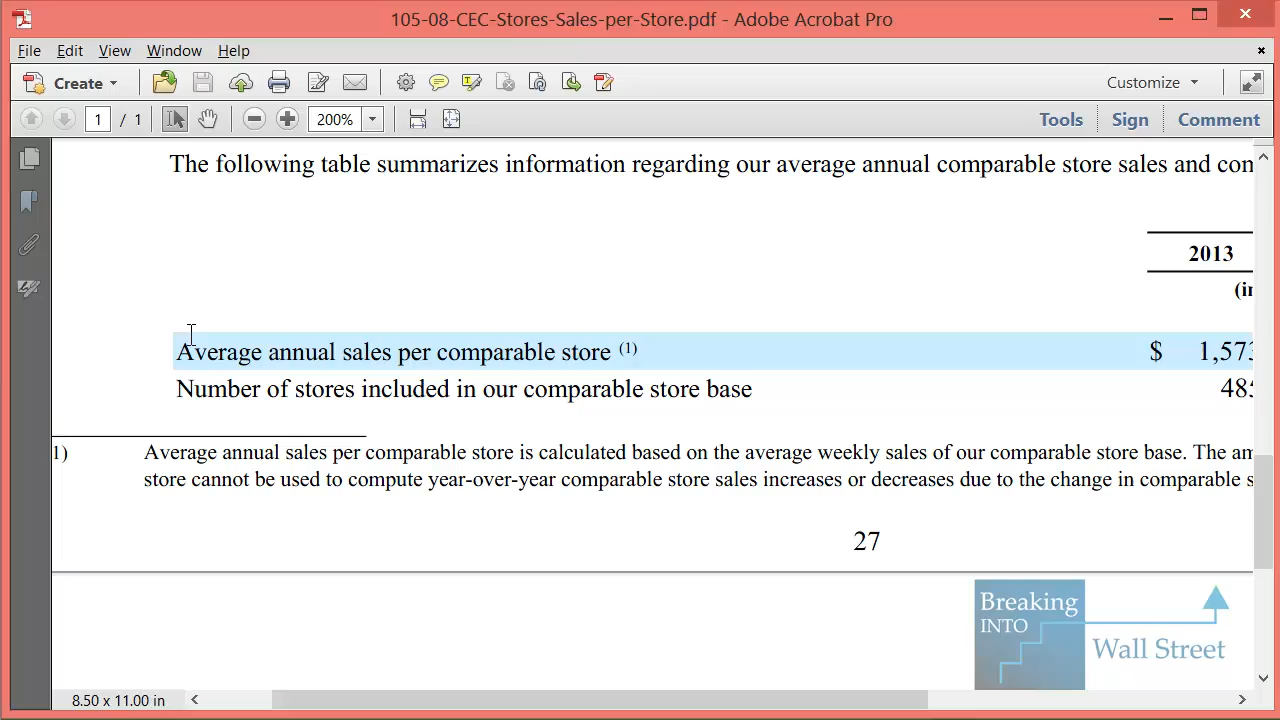 105-08-CEC-Stores-Sales-per-Store.pdf - Adobe Acrobat Pro
File Edit View Window Help
Create Customize
1 / 1 200% Tools Sign Comment
The following table summarizes information regarding our average annual comparable store sales and com
2013
(in
Average annual sales per comparable store (1) $ 1,573
Number of stores included in our comparable store base 485
1) Average annual sales per comparable store is calculated based on the average weekly sales of our comparable store base. The am
store cannot be used to compute year-over-year comparable store sales increases or decreases due to the change in comparable s
27
Breaking
INTO
Wall Street
8.50 x 11.00 in